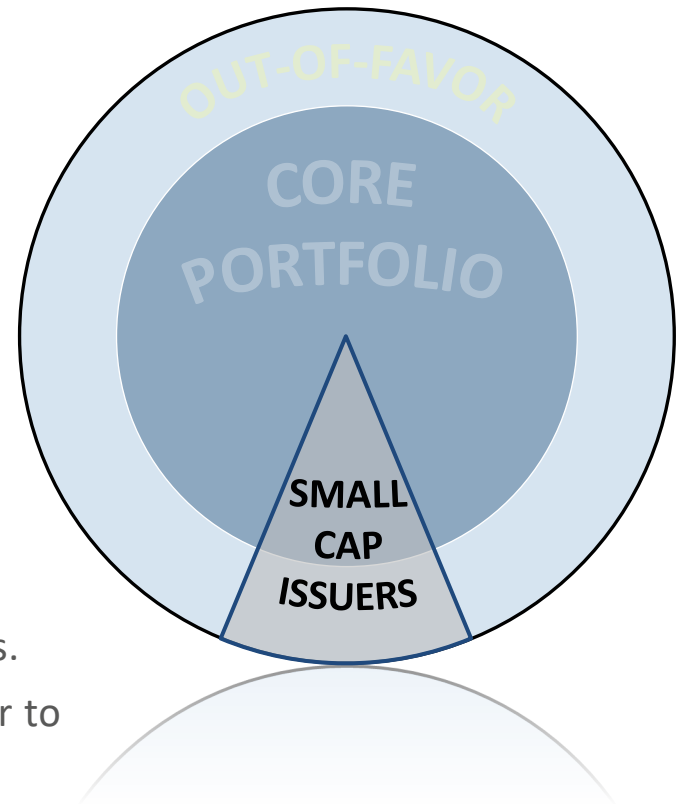 OUT-OF-FAVOR
CORE
PORTFOLIO
SMALL
CAP
ISSUERS
s.
r to